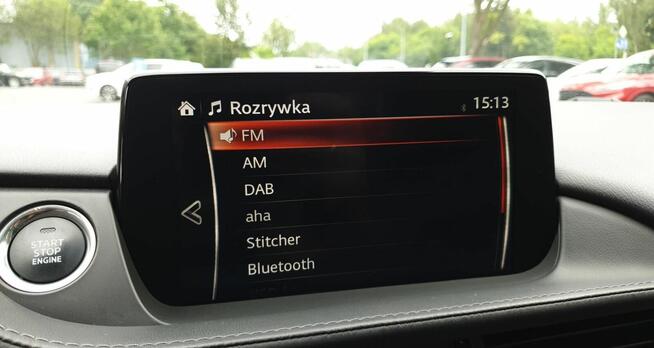 Rozrywka 15:13
FM
AM
DAB
aha
Stitcher
Bluetooth
START
STOP
ENGINE